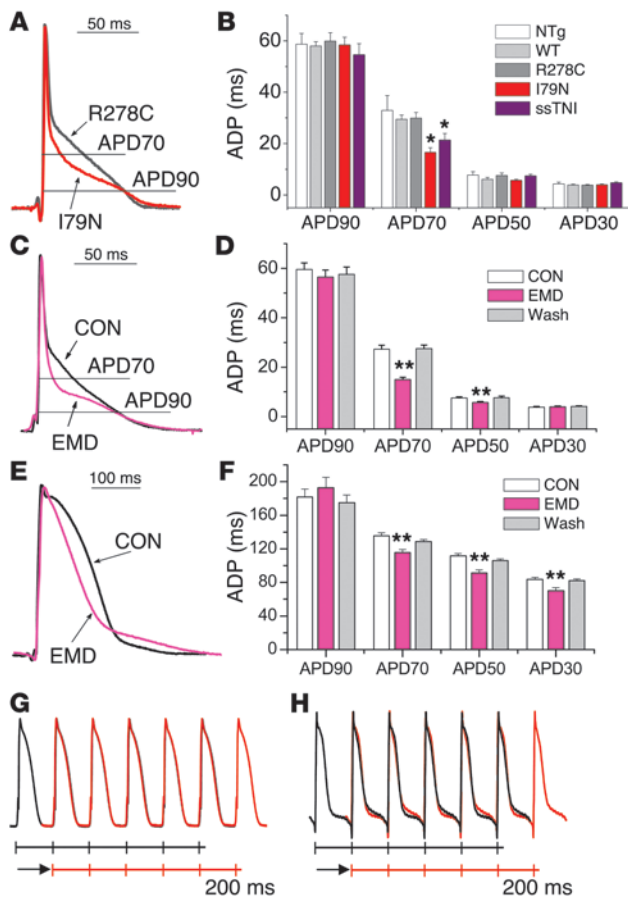 A
50 ms
R278C
APD70
APD90
I79N
B
ADP (ms)
60
40
20
0
NTg
WT
R278C
I79N
ssTNI
* *
APD90 APD70 APD50 APD30
C
50 ms
CON
APD70
APD90
EMD
D
ADP (ms)
60
40
20
0
CON
EMD
Wash
** **
APD90 APD70 APD50 APD30
E
100 ms
CON
EMD
F
ADP (ms)
200
160
120
80
40
0
CON
EMD
Wash
** ** **
APD90 APD70 APD50 APD30
G
200 ms
H
200 ms